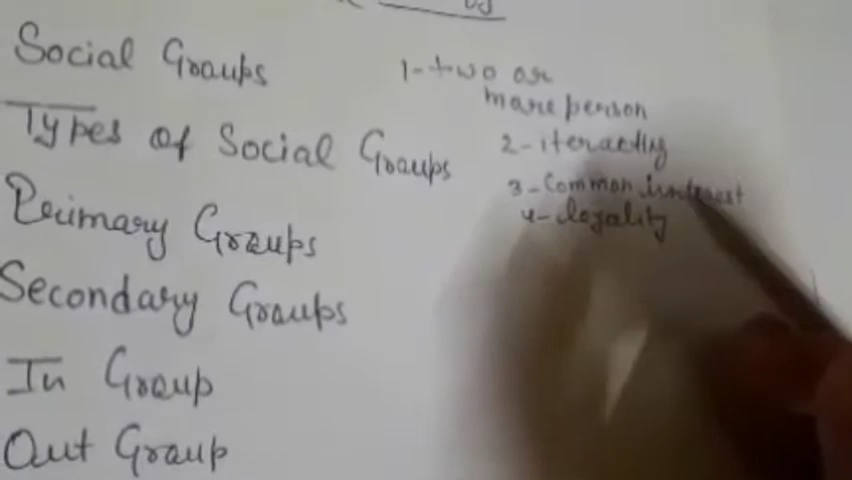 Social Groups
Types of Social Groups
Primary Groups
Secondary Groups
In Group
Out Group
1-two or
more person
2-iteracting
3-Common interest
4-loyality